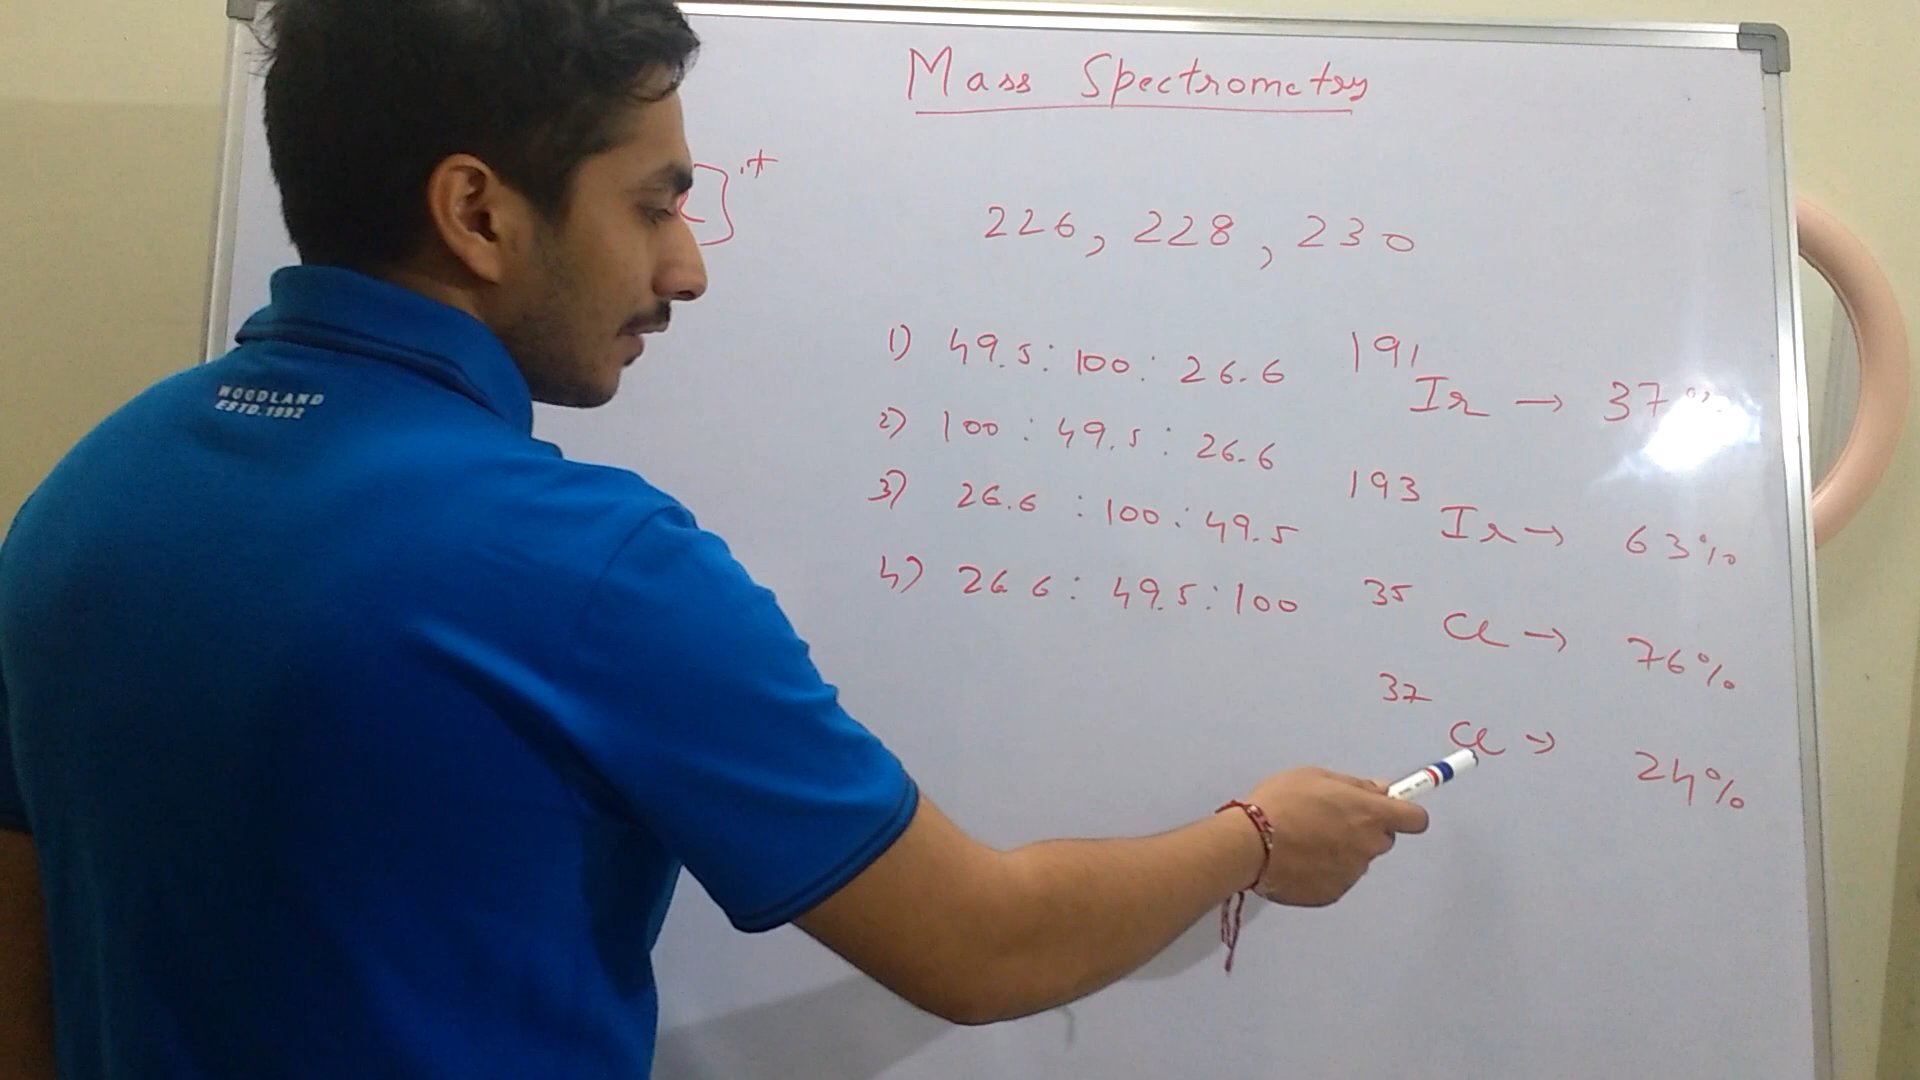 Mass Spectrometry
] .+
226, 228, 230
1) 49.5 : 100 : 26.6
2) 100 : 49.5 : 26.6
3) 26.6 : 100 : 49.5
4) 26.6 : 49.5 : 100
191 Ir → 37%
193 Ir → 63%
35 Cl → 76%
37 Cl → 24%
WOODLAND
ESTD.1992